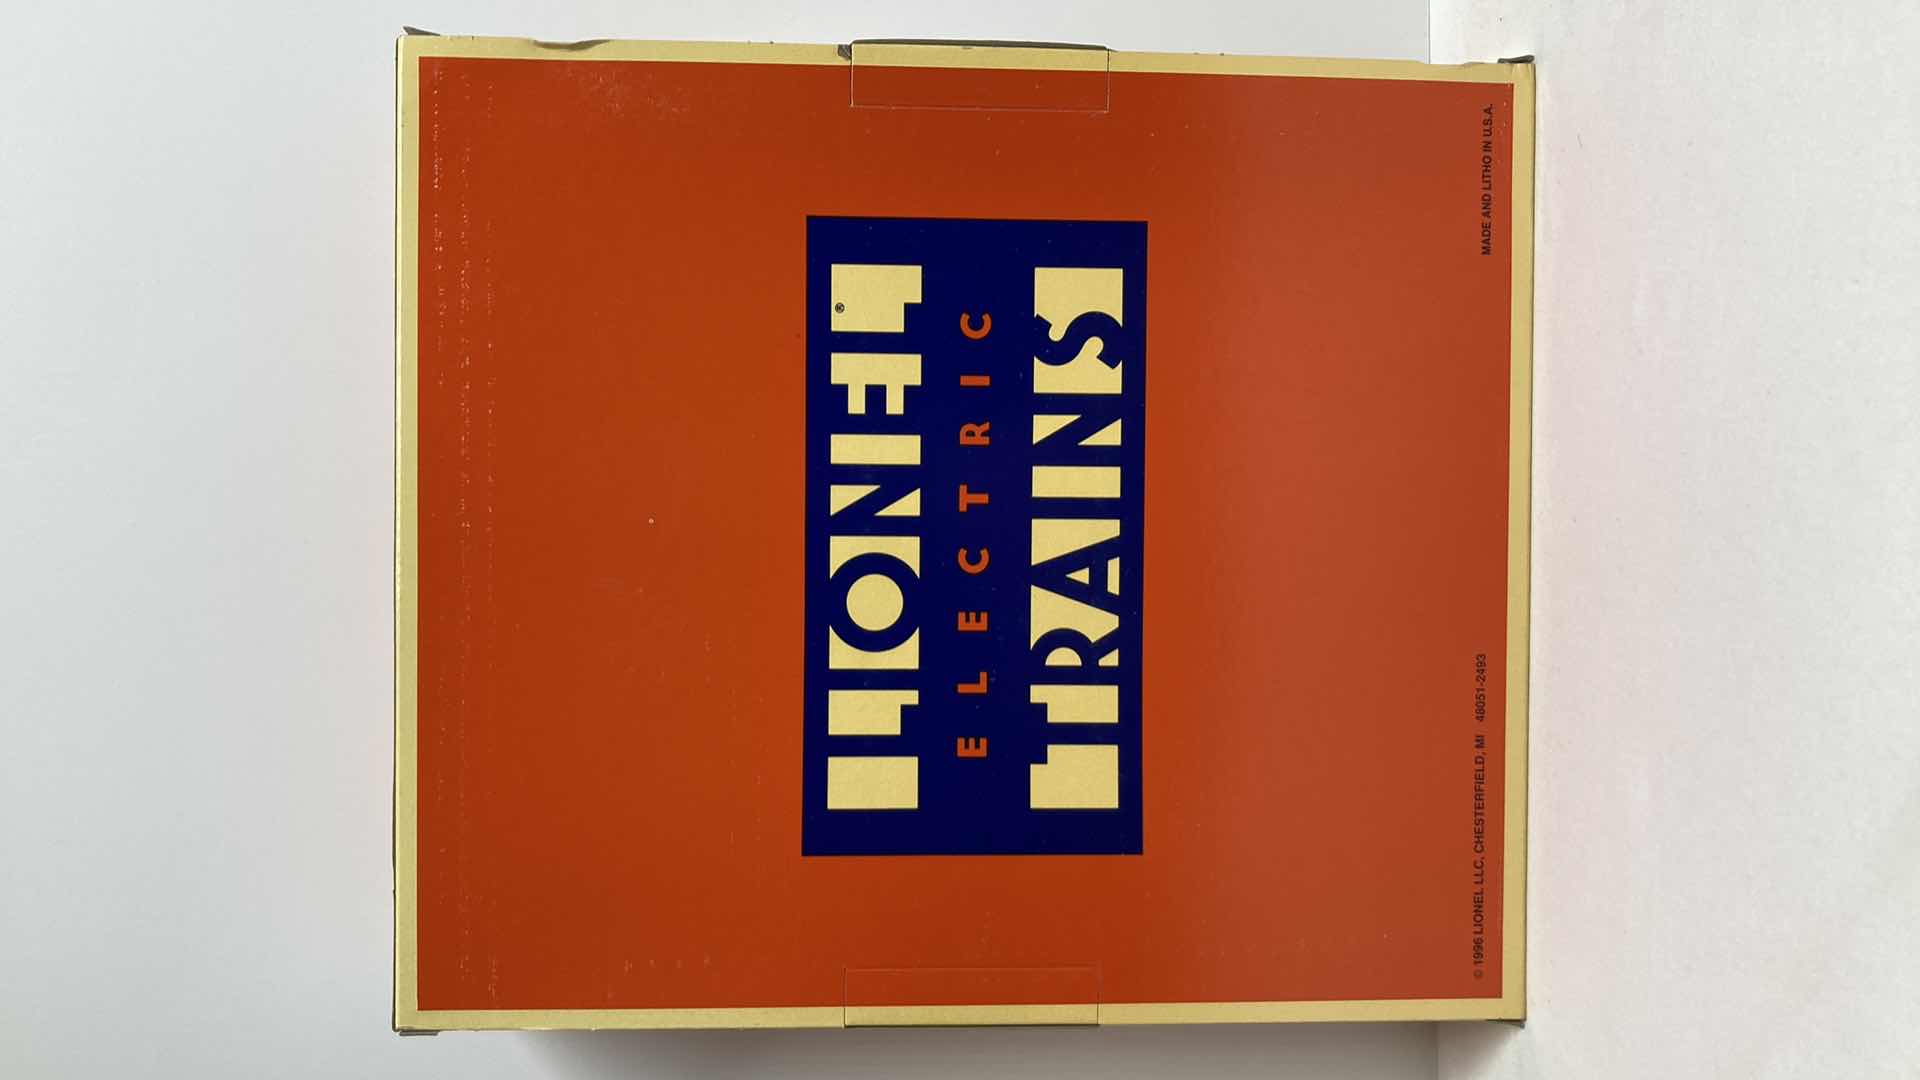 LIONEL®
ELECTRIC
TRAINS
© 1996 LIONEL LLC, CHESTERFIELD, MI 48051-2493
MADE AND LITHO IN U.S.A.